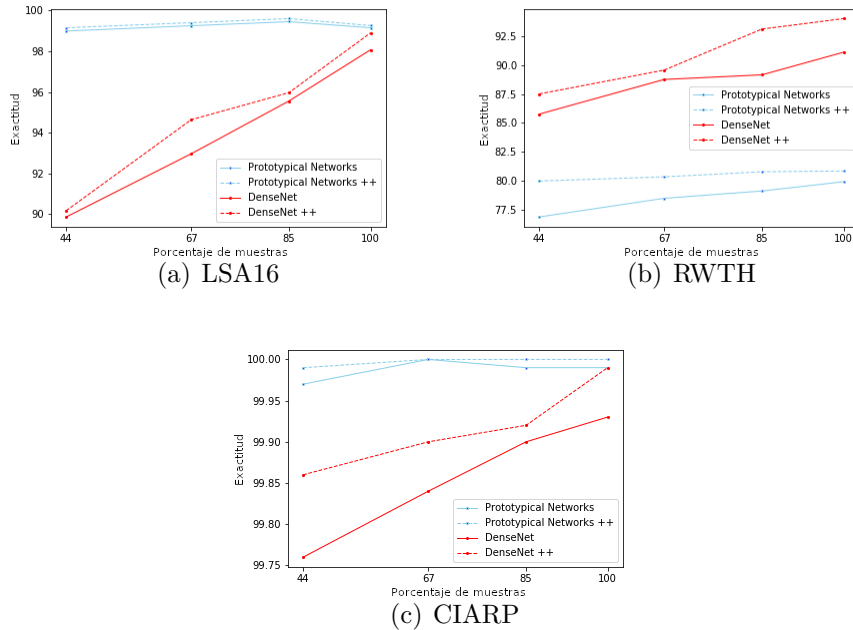 100
98
96
94
92
90
Exactitud
Prototypical Networks
Prototypical Networks ++
DenseNet
DenseNet ++
44 67 85 100
Porcentaje de muestras
(a) LSA16
92.5
90.0
87.5
85.0
82.5
80.0
77.5
Exactitud
Prototypical Networks
Prototypical Networks ++
DenseNet
DenseNet ++
44 67 85 100
Porcentaje de muestras
(b) RWTH
100.00
99.95
99.90
99.85
99.80
99.75
Exactitud
Prototypical Networks
Prototypical Networks ++
DenseNet
DenseNet ++
44 67 85 100
Porcentaje de muestras
(c) CIARP